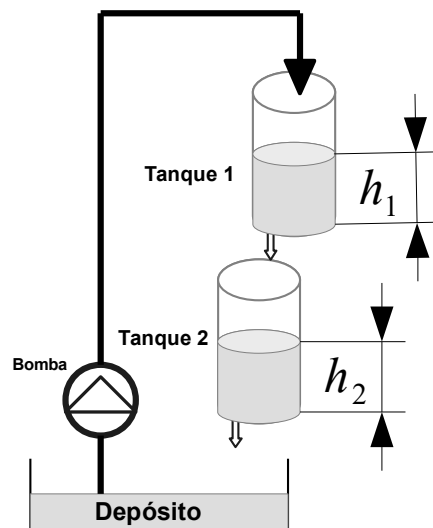 Tanque 1
h₁
Tanque 2
h₂
Bomba
Depósito